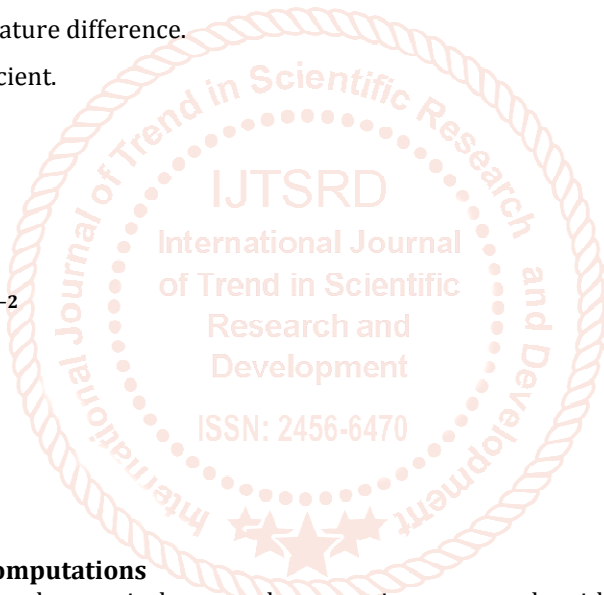 ature difference.
cient.
International Journal of Trend in Scientific Research and Development
IJTSRD
International Journal
of Trend in Scientific
Research and
Development
ISSN: 2456-6470
–2
omputations